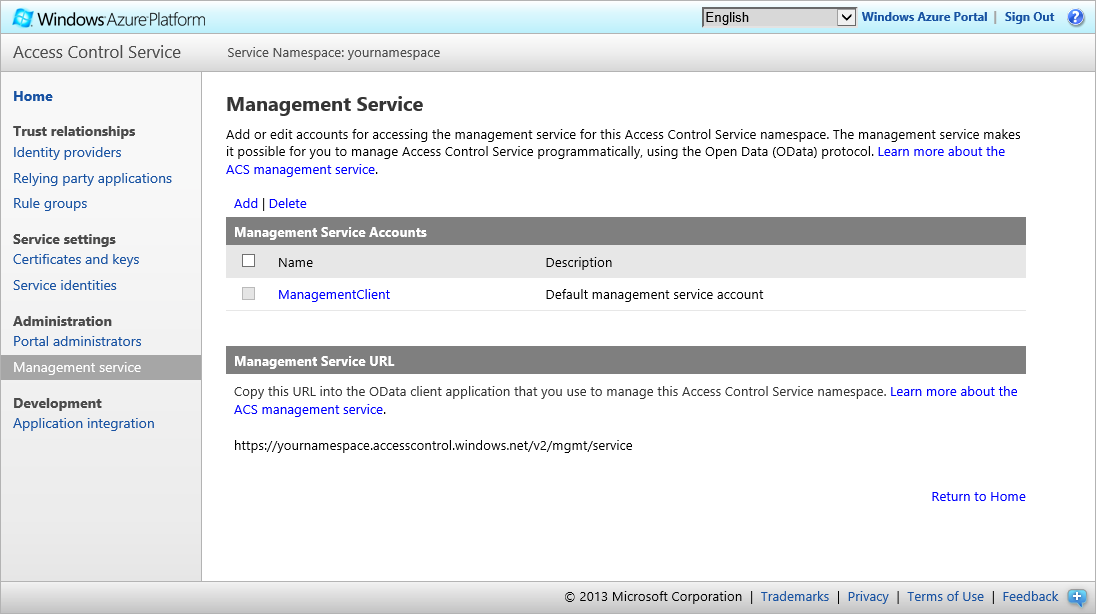 Windows Azure Platform
English
Windows Azure Portal | Sign Out
Access Control Service
Service Namespace: yournamespace
Home
Trust relationships
Identity providers
Relying party applications
Rule groups
Service settings
Certificates and keys
Service identities
Administration
Portal administrators
Management service
Development
Application integration
Management Service
Add or edit accounts for accessing the management service for this Access Control Service namespace. The management service makes
it possible for you to manage Access Control Service programmatically, using the Open Data (OData) protocol. Learn more about the
ACS management service.
Add | Delete
Management Service Accounts
Name Description
ManagementClient Default management service account
Management Service URL
Copy this URL into the OData client application that you use to manage this Access Control Service namespace. Learn more about the
ACS management service.
https://yournamespace.accesscontrol.windows.net/v2/mgmt/service
Return to Home
© 2013 Microsoft Corporation | Trademarks | Privacy | Terms of Use | Feedback